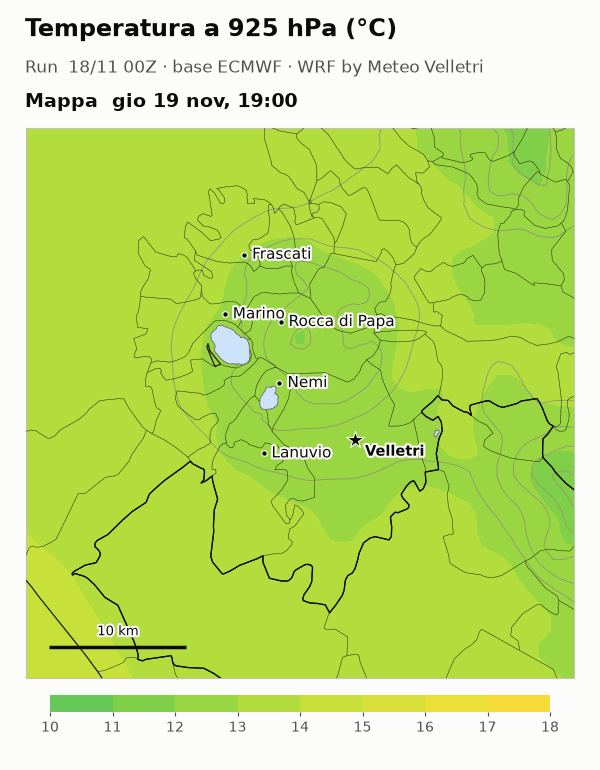 Temperatura a 925 hPa (°C)
Run  18/11 00Z · base ECMWF · WRF by Meteo Velletri
Mappa  gio 19 nov, 19:00
Frascati
Marino
Rocca di Papa
Nemi
Velletri
Lanuvio
10 km
10 11 12 13 14 15 16 17 18